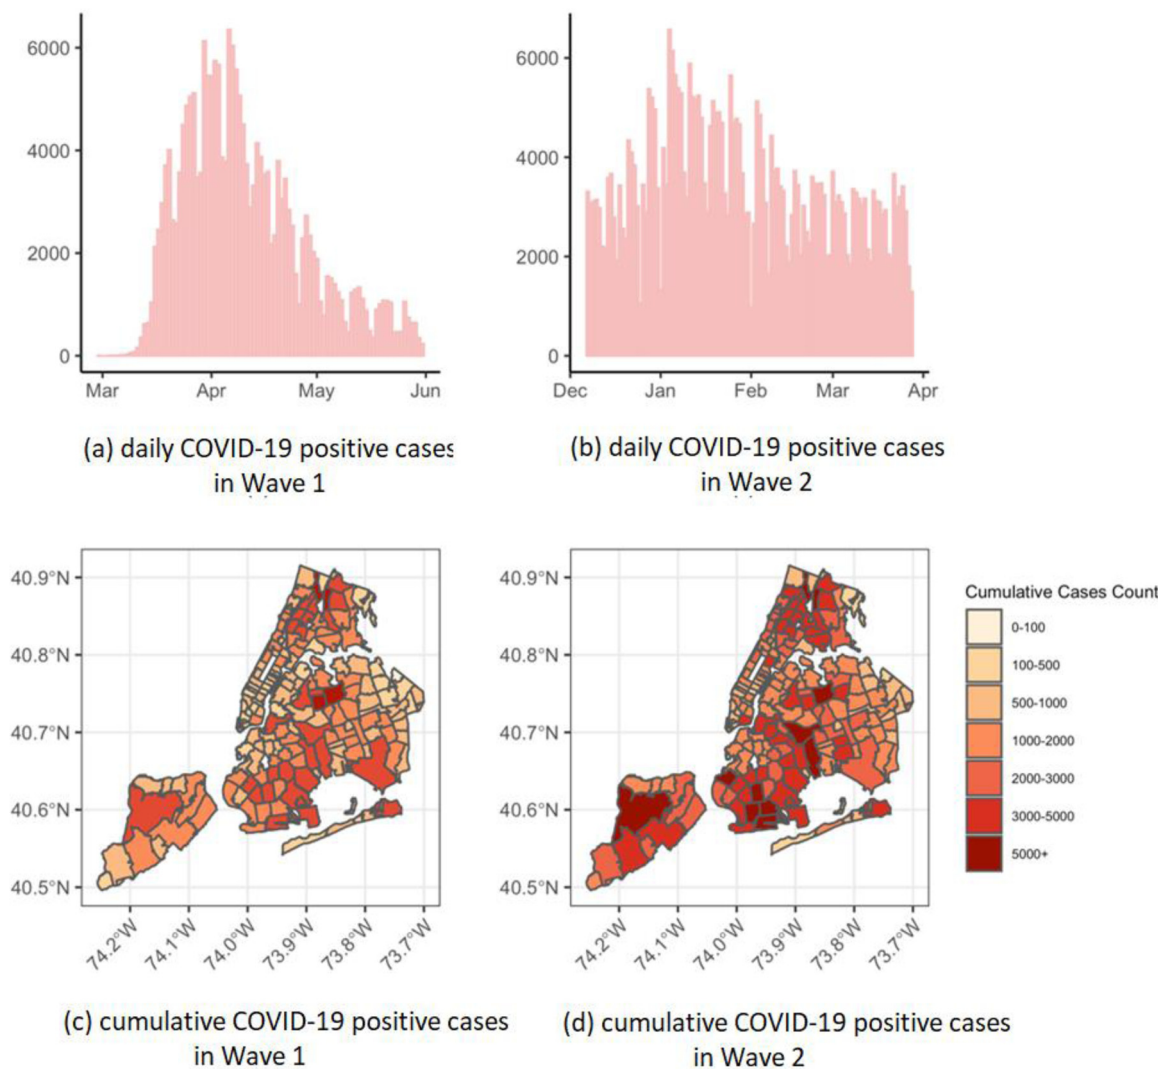 6000
4000
2000
0
Mar
Apr
May
Jun
(a) daily COVID-19 positive cases
in Wave 1
6000
4000
2000
0
Dec
Jan
Feb
Mar
Apr
(b) daily COVID-19 positive cases
in Wave 2
40.9°N
40.8°N
40.7°N
40.6°N
40.5°N
74.2°W
74.1°W
74.0°W
73.9°W
73.8°W
73.7°W
(c) cumulative COVID-19 positive cases
in Wave 1
40.9°N
40.8°N
40.7°N
40.6°N
40.5°N
74.2°W
74.1°W
74.0°W
73.9°W
73.8°W
73.7°W
(d) cumulative COVID-19 positive cases
in Wave 2
Cumulative Cases Count
0-100
100-500
500-1000
1000-2000
2000-3000
3000-5000
5000+